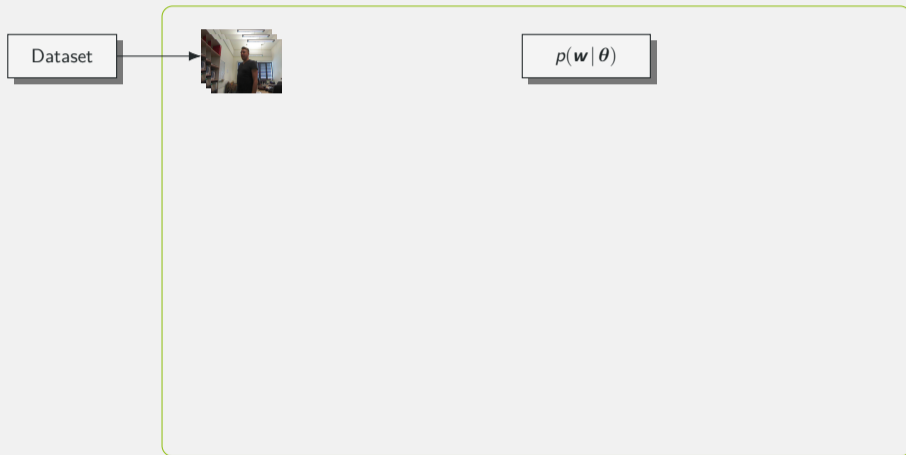 Dataset
p(w | θ)